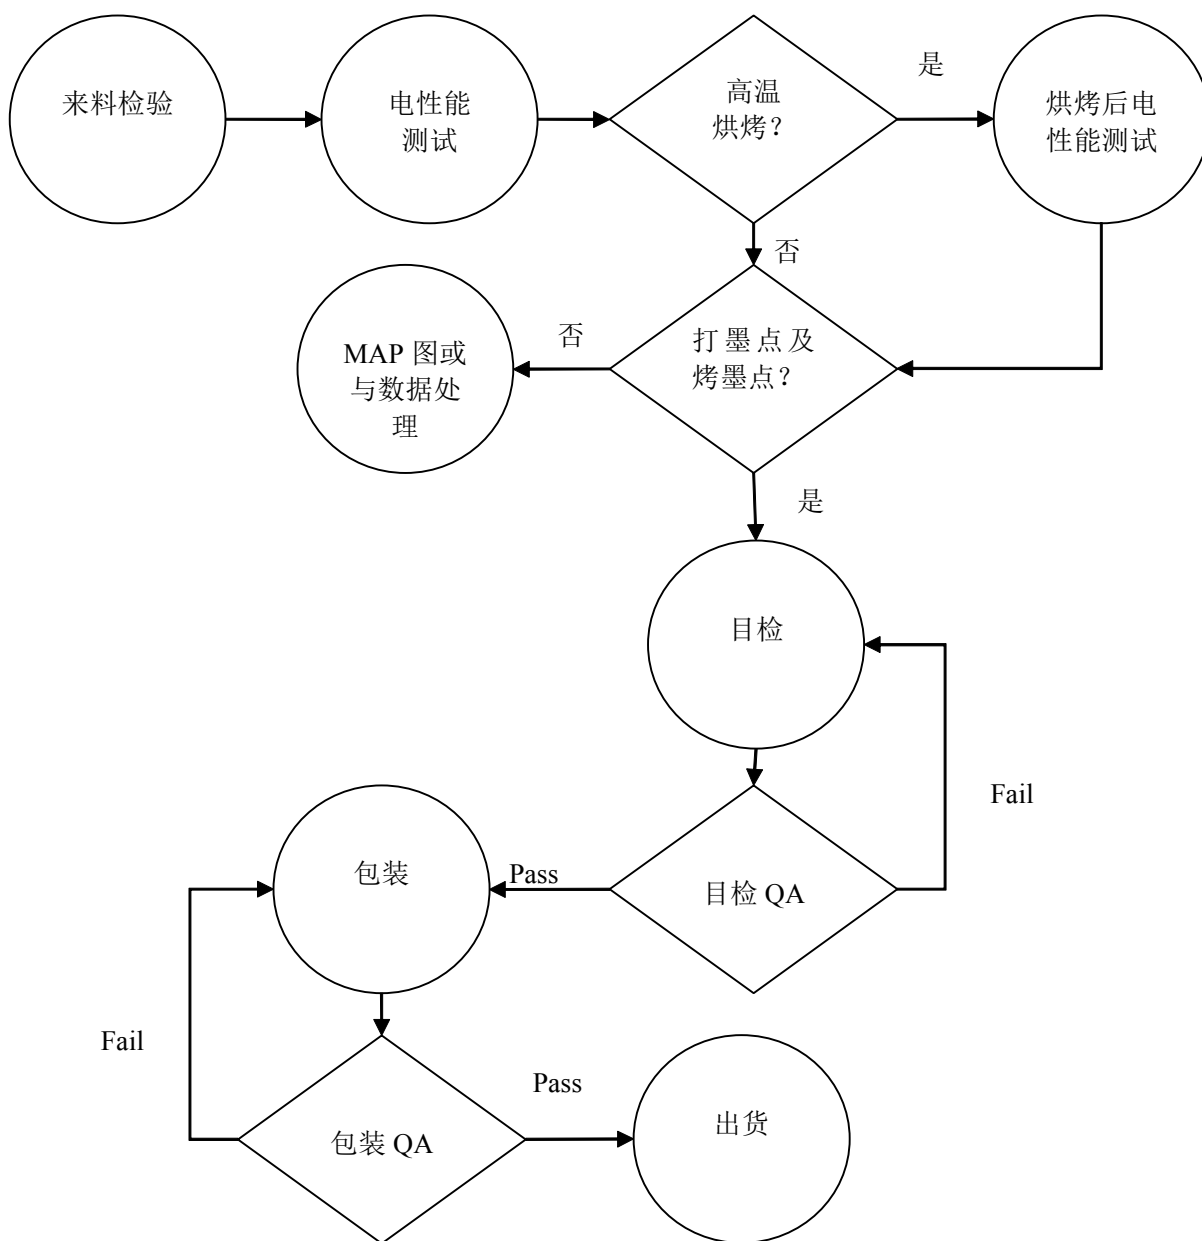 来料检验
电性能
测试
高温
烘烤？
是
烘烤后电
性能测试
否
MAP 图或
与数据处
理
否
打墨点及
烤墨点？
是
目检
Fail
包装
Pass
目检 QA
Fail
包装 QA
Pass
出货